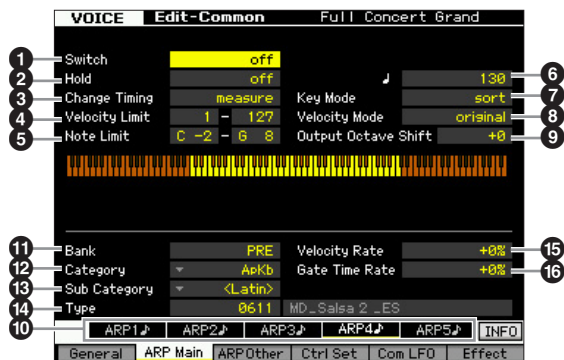 VOICE Edit-Common Full Concert Grand
1 Switch off
2 Hold off ♩ 130 6
3 Change Timing measure Key Mode sort 7
4 Velocity Limit 1 - 127 Velocity Mode original 8
5 Note Limit C -2 - G 8 Output Octave Shift +0 9
11 Bank PRE Velocity Rate +0% 15
12 Category ApKb Gate Time Rate +0% 16
13 Sub Category <Latin>
14 Type 0611 MD_Salsa 2 _ES
10 ARP1♪ ARP2♪ ARP3♪ ARP4♪ ARP5♪ INFO
General ARP Main ARP Other Ctrl Set Com LFO Effect